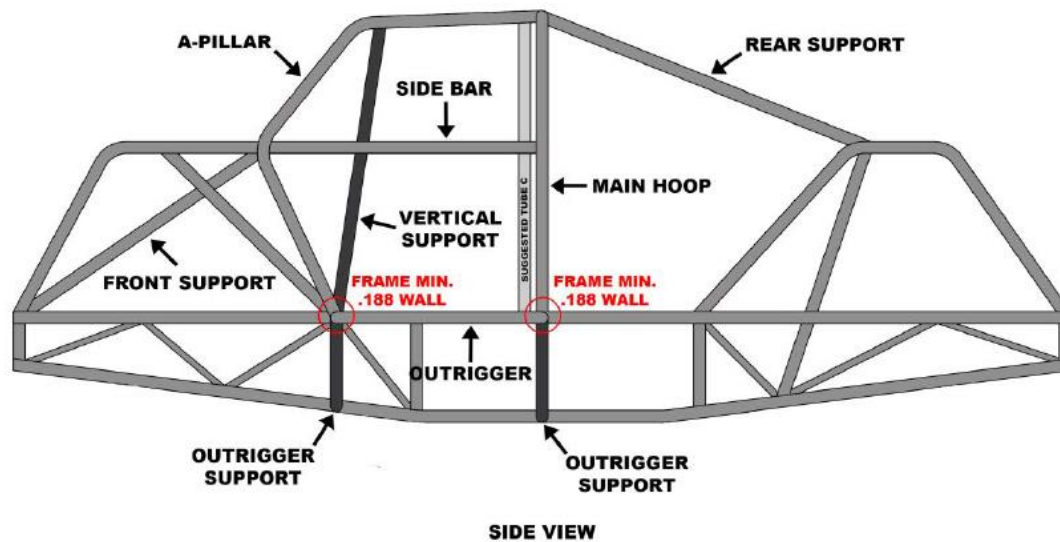 A-PILLAR
REAR SUPPORT
SIDE BAR
MAIN HOOP
SUGGESTED TUBE C
VERTICAL
SUPPORT
FRONT SUPPORT
FRAME MIN.
.188 WALL
FRAME MIN.
.188 WALL
OUTRIGGER
OUTRIGGER
SUPPORT
OUTRIGGER
SUPPORT
SIDE VIEW